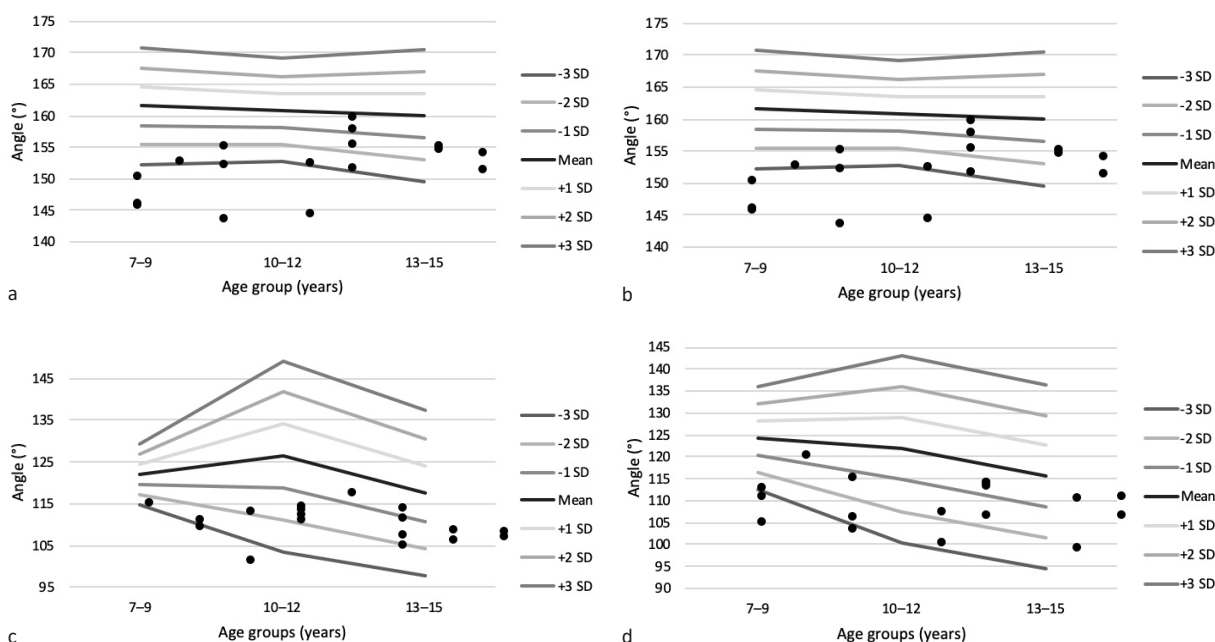 175
170
165
160
155
150
145
140
Angle (°)
7–9
10–12
13–15
Age group (years)
-3 SD
-2 SD
-1 SD
Mean
+1 SD
+2 SD
+3 SD
a
175
170
165
160
155
150
145
140
Angle (°)
7–9
10–12
13–15
Age group (years)
-3 SD
-2 SD
-1 SD
Mean
+1 SD
+2 SD
+3 SD
b
145
135
125
115
105
95
Angle (°)
7–9
10–12
13–15
Age groups (years)
-3 SD
-2 SD
-1 SD
Mean
+1 SD
+2 SD
+3 SD
c
145
140
135
130
125
120
115
110
105
100
95
90
Angle (°)
7–9
10–12
13–15
Age groups (years)
-3 SD
-2 SD
-1 SD
Mean
+1 SD
+2 SD
+3 SD
d